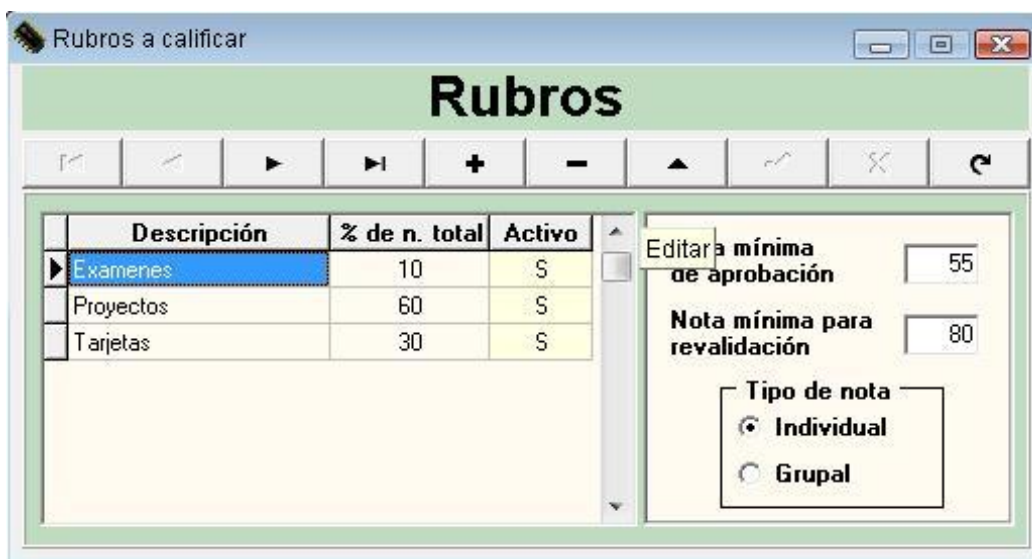 Rubros a calificar
Rubros
Descripción % de n. total Activo
Examenes 10 S
Proyectos 60 S
Tarjetas 30 S
Editar
a mínima
de aprobación 55
Nota mínima para
revalidación 80
Tipo de nota
Individual
Grupal